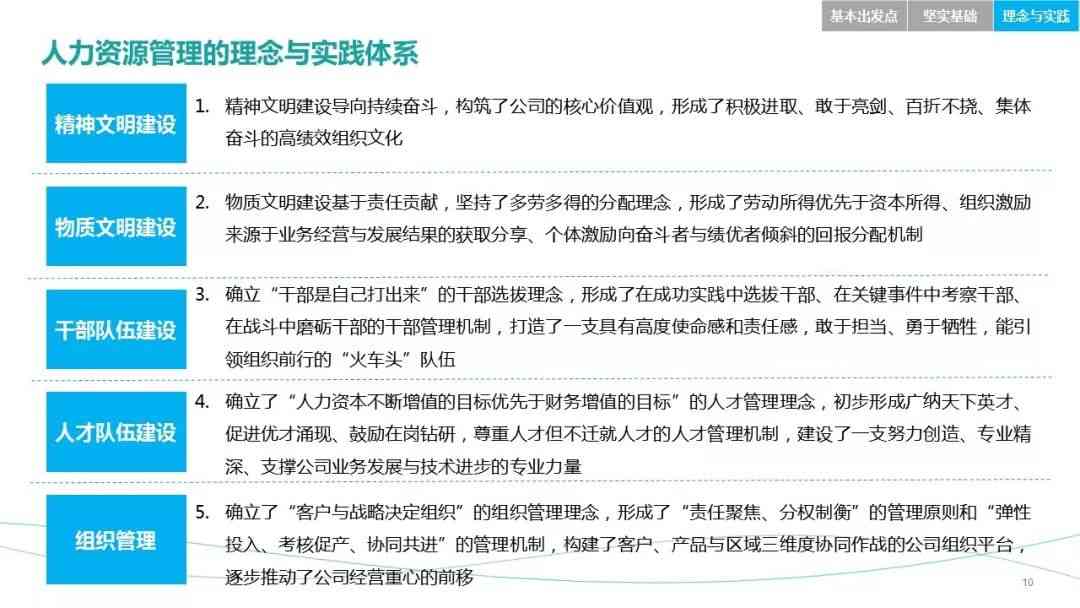 基本出发点 坚实基础 理念与实践
人力资源管理的理念与实践体系
精神文明建设
1. 精神文明建设导向持续奋斗，构筑了公司的核心价值观，形成了积极进取、敢于亮剑、百折不挠、集体
奋斗的高绩效组织文化
物质文明建设
2. 物质文明建设基于责任贡献，坚持了多劳多得的分配理念，形成了劳动所得优先于资本所得、组织激励
来源于业务经营与发展结果的获取分享、个体激励向奋斗者与绩优者倾斜的回报分配机制
干部队伍建设
3. 确立“干部是自己打出来”的干部选拔理念，形成了在成功实践中选拔干部、在关键事件中考察干部、
在战斗中磨砺干部的干部管理机制，打造了一支具有高度使命感和责任感，敢于担当、勇于牺牲，能引
领组织前行的“火车头”队伍
人才队伍建设
4. 确立了“人力资本不断增值的目标优先于财务增值的目标”的人才管理理念，初步形成广纳天下英才、
促进优才涌现、鼓励在岗钻研，尊重人才但不迁就人才的人才管理机制，建设了一支努力创造、专业精
深、支撑公司业务发展与技术进步的专业力量
组织管理
5. 确立了“客户与战略决定组织”的组织管理理念，形成了“责任聚焦、分权制衡”的管理原则和“弹性
投入、考核促产、协同共进”的管理机制，构建了客户、产品与区域三维度协同作战的公司组织平台，
逐步推动了公司经营重心的前移
10